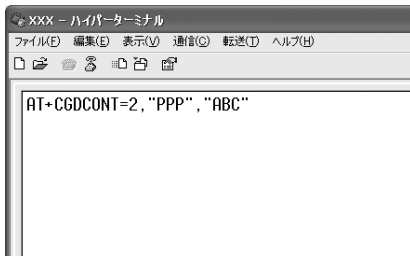 XXX - ハイパーターミナル
ファイル(F) 編集(E) 表示(V) 通信(C) 転送(T) ヘルプ(H)
AT+CGDCONT=2,"PPP","ABC"